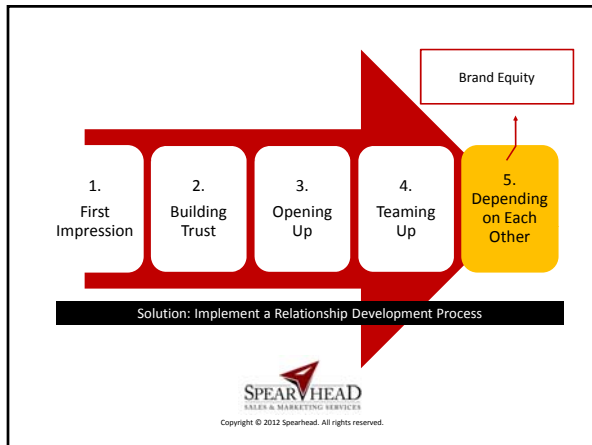 Brand Equity
1.
First
Impression
2.
Building
Trust
3.
Opening
Up
4.
Teaming
Up
5.
Depending
on Each
Other
Solution: Implement a Relationship Development Process
SPEARHEAD
SALES & MARKETING SERVICES
Copyright © 2012 Spearhead. All rights reserved.